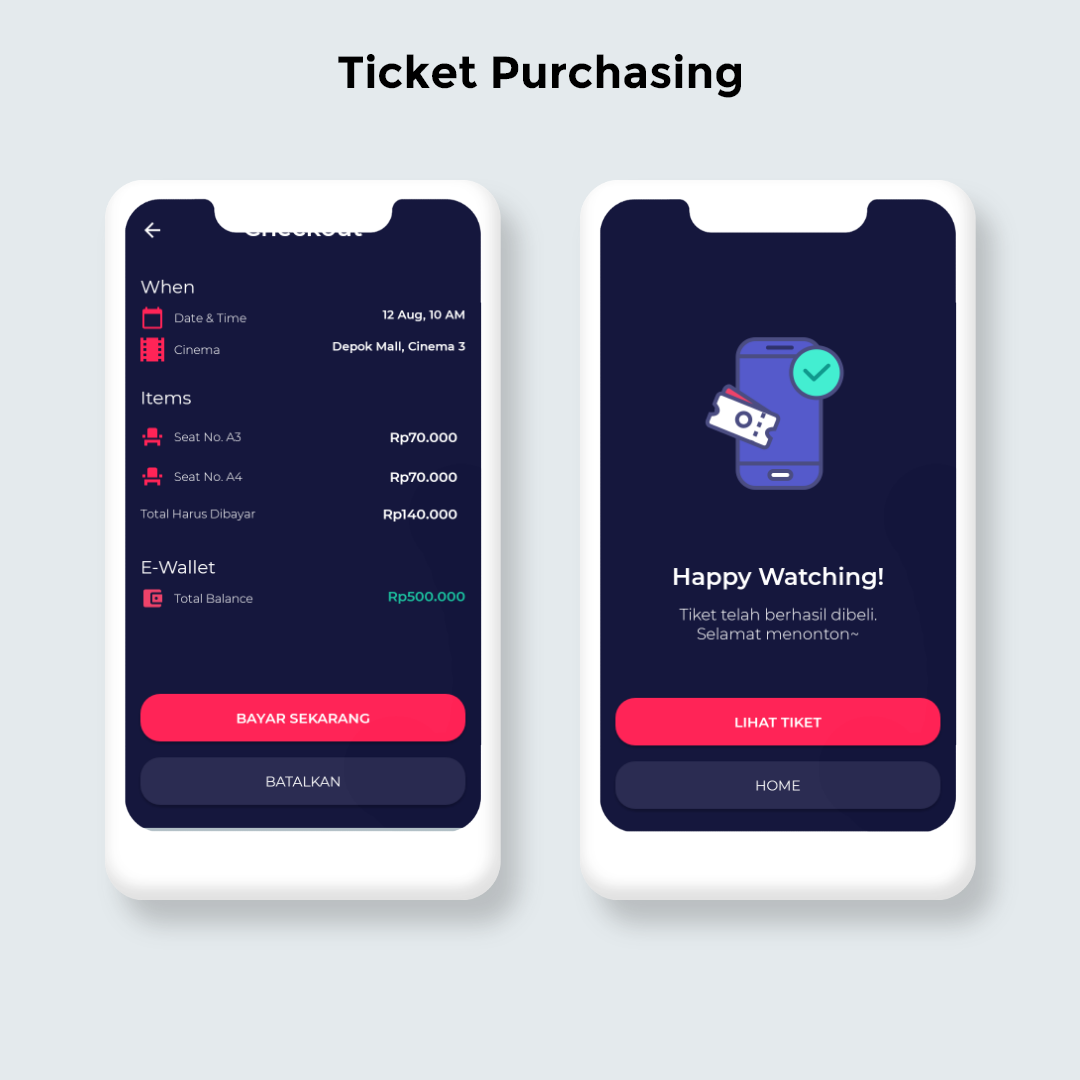 Ticket Purchasing
Checkout
When
Date & Time 12 Aug, 10 AM
Cinema Depok Mall, Cinema 3
Items
Seat No. A3 Rp70.000
Seat No. A4 Rp70.000
Total Harus Dibayar Rp140.000
E-Wallet
Total Balance Rp500.000
BAYAR SEKARANG
BATALKAN
Happy Watching!
Tiket telah berhasil dibeli.
Selamat menonton~
LIHAT TIKET
HOME